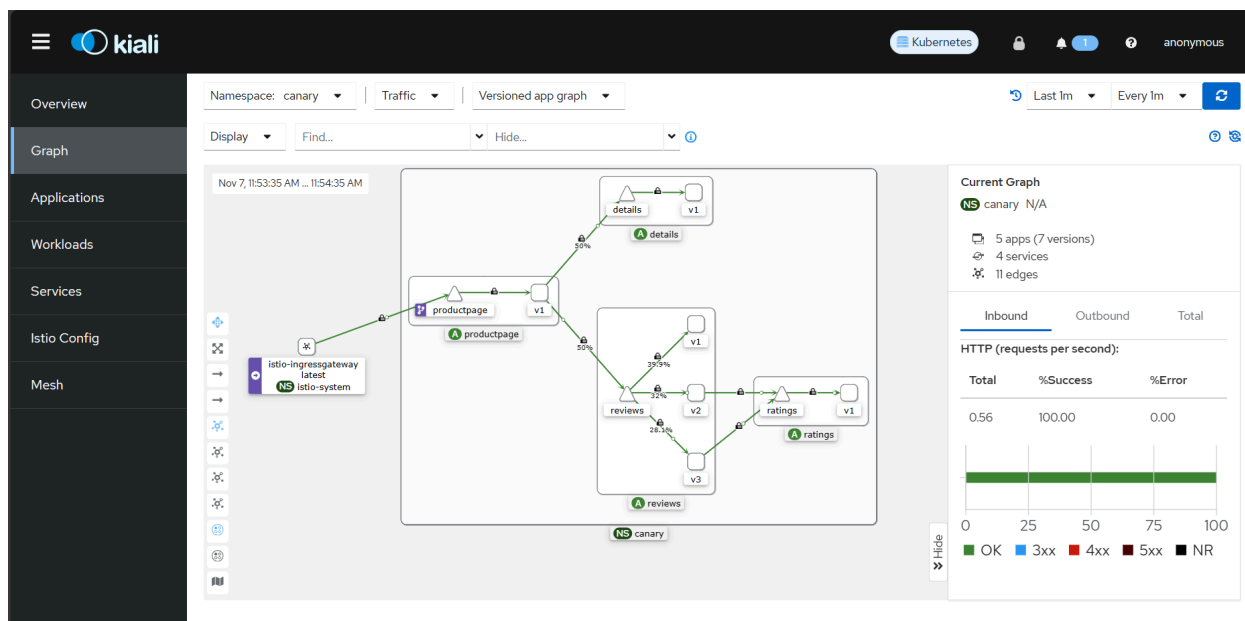 kiali
Kubernetes
1
anonymous
Overview
Graph
Applications
Workloads
Services
Istio Config
Mesh
Namespace: canary
Traffic
Versioned app graph
Last 1m
Every 1m
Display
Find...
Hide...
Nov 7, 11:53:35 AM ... 11:54:35 AM
details
v1
A details
50%
productpage
v1
A productpage
50%
istio-ingressgateway
latest
NS istio-system
v1
39.9%
32%
reviews
v2
28.1%
v3
A reviews
ratings
v1
A ratings
NS canary
Hide
Current Graph
NS canary N/A
5 apps (7 versions)
4 services
11 edges
Inbound Outbound Total
HTTP (requests per second):
Total %Success %Error
0.56 100.00 0.00
0 25 50 75 100
OK 3xx 4xx 5xx NR